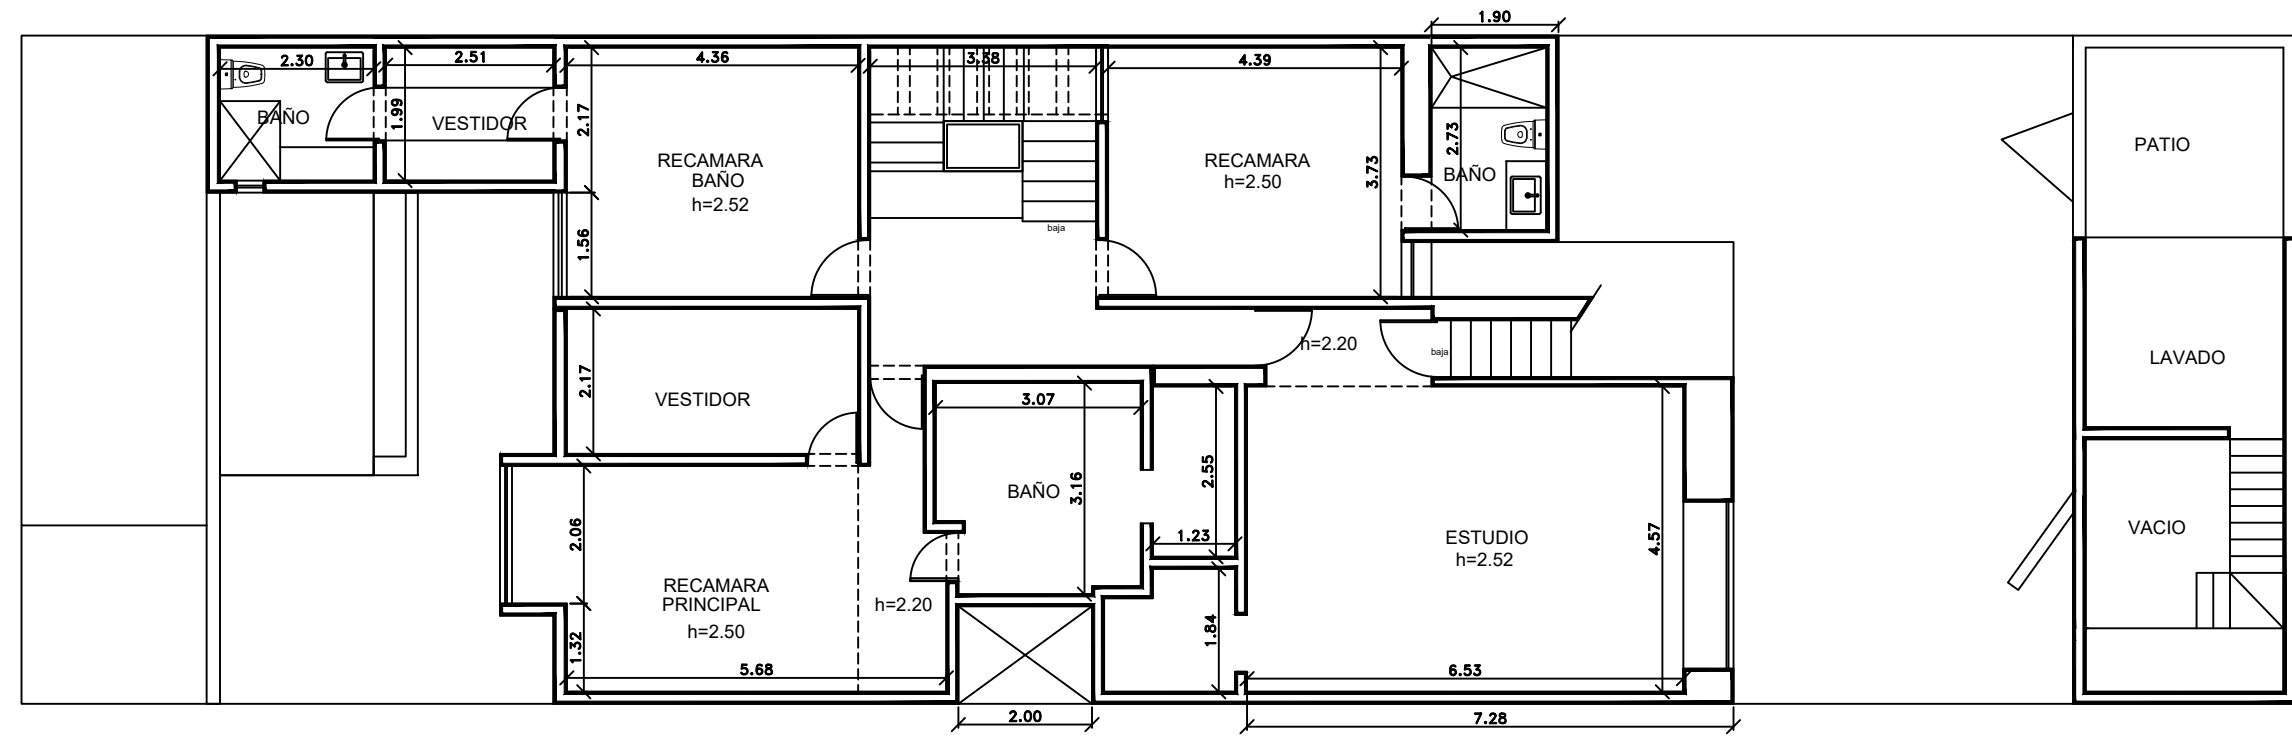 1.90
2.30
2.51
4.36
3.38
4.39
BAÑO
1.99
VESTIDOR
2.17
RECAMARA
BAÑO
h=2.52
1.56
RECAMARA
h=2.50
3.73
2.73
BAÑO
PATIO
baja
h=2.20
baja
LAVADO
2.17
VESTIDOR
3.07
3.16
BAÑO
2.55
1.23
ESTUDIO
h=2.52
4.57
VACIO
2.06
RECAMARA
PRINCIPAL
h=2.50
h=2.20
1.32
1.84
5.68
6.53
2.00
7.28